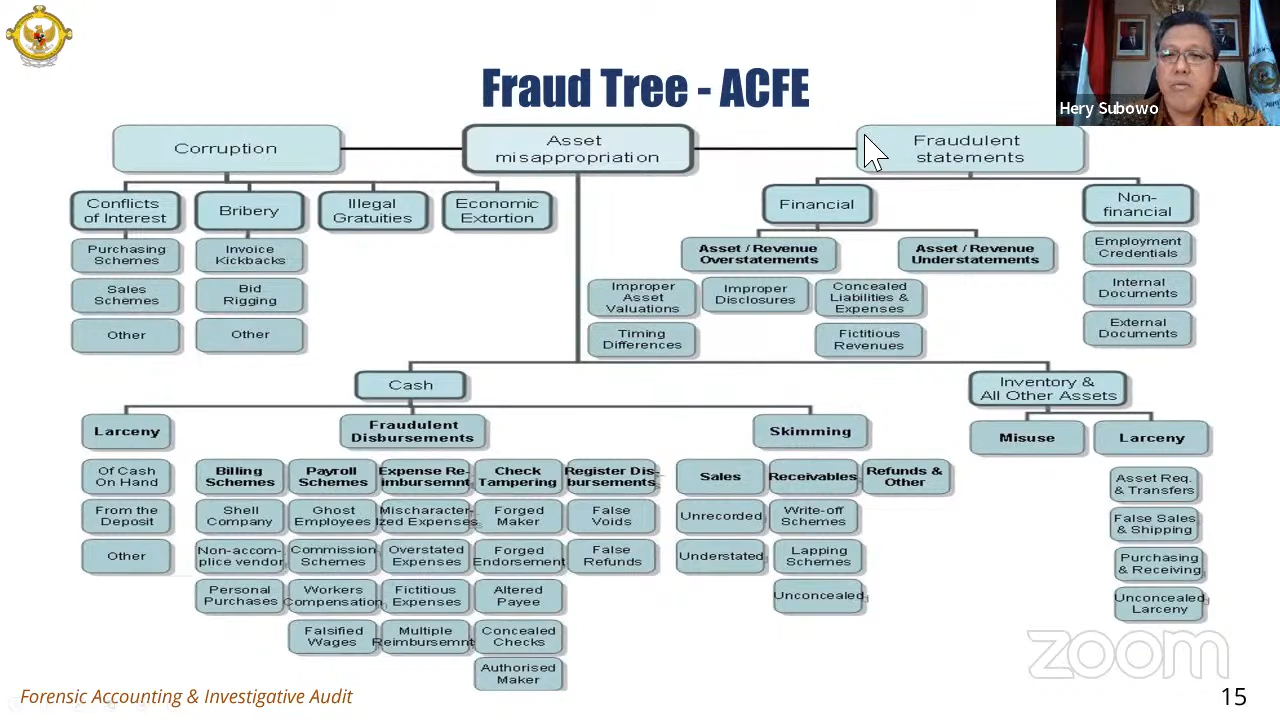 Fraud Tree - ACFE
Hery Subowo
Corruption
Asset
misappropriation
Fraudulent
statements
Conflicts
of Interest
Bribery
Illegal
Gratuities
Economic
Extortion
Financial
Non-
financial
Purchasing
Schemes
Invoice
Kickbacks
Asset / Revenue
Overstatements
Asset / Revenue
Understatements
Employment
Credentials
Sales
Schemes
Bid
Rigging
Improper
Asset
Valuations
Improper
Disclosures
Concealed
Liabilities &
Expenses
Internal
Documents
Other
Other
Timing
Differences
Fictitious
Revenues
External
Documents
Cash
Inventory &
All Other Assets
Larceny
Fraudulent
Disbursements
Skimming
Misuse
Larceny
Of Cash
On Hand
Billing
Schemes
Payroll
Schemes
Expense Re-
imbursemnt
Check
Tampering
Register Dis-
bursements
Sales
Receivables
Refunds &
Other
Asset Req.
& Transfers
From the
Deposit
Shell
Company
Ghost
Employees
Mischaracter-
ized Expenses
Forged
Maker
False
Voids
Unrecorded
Write-off
Schemes
False Sales
& Shipping
Other
Non-accom-
plice vendor
Commission
Schemes
Overstated
Expenses
Forged
Endorsement
False
Refunds
Understated
Lapping
Schemes
Purchasing
& Receiving
Personal
Purchases
Workers
Compensation
Fictitious
Expenses
Altered
Payee
Unconcealed
Unconcealed
Larceny
Falsified
Wages
Multiple
Reimbursemnt
Concealed
Checks
Authorised
Maker
zoom
Forensic Accounting & Investigative Audit
15